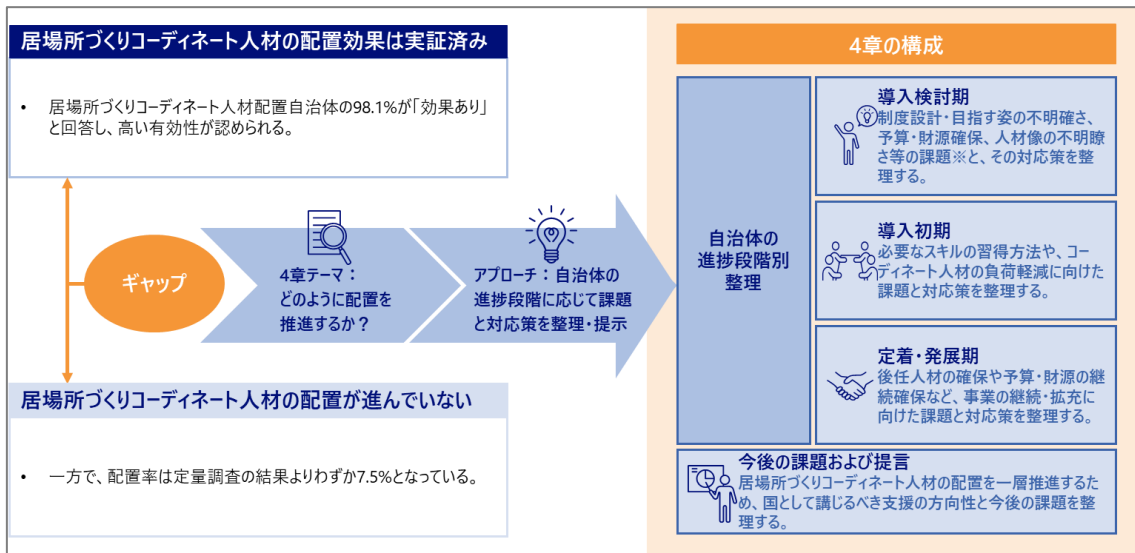 居場所づくりコーディネート人材の配置効果は実証済み
• 居場所づくりコーディネート人材配置自治体の98.1%が「効果あり」
と回答し、高い有効性が認められる。
ギャップ
4章テーマ：
どのように配置を
推進するか？
アプローチ：自治体の
進捗段階に応じて課題
と対応策を整理・提示
居場所づくりコーディネート人材の配置が進んでいない
• 一方で、配置率は定量調査の結果よりわずか7.5%となっている。
4章の構成
自治体の
進捗段階別
整理
導入検討期
制度設計・目指す姿の不明確さ、
予算・財源確保、人材像の不明瞭
さ等の課題※と、その対応策を整
理する。
導入初期
必要なスキルの習得方法や、コー
ディネート人材の負荷軽減に向けた
課題と対応策を整理する。
定着・発展期
後任人材の確保や予算・財源の継
続確保など、事業の継続・拡充に
向けた課題と対応策を整理する。
今後の課題および提言
居場所づくりコーディネート人材の配置を一層推進するた
め、国として講じるべき支援の方向性と今後の課題を整
理する。